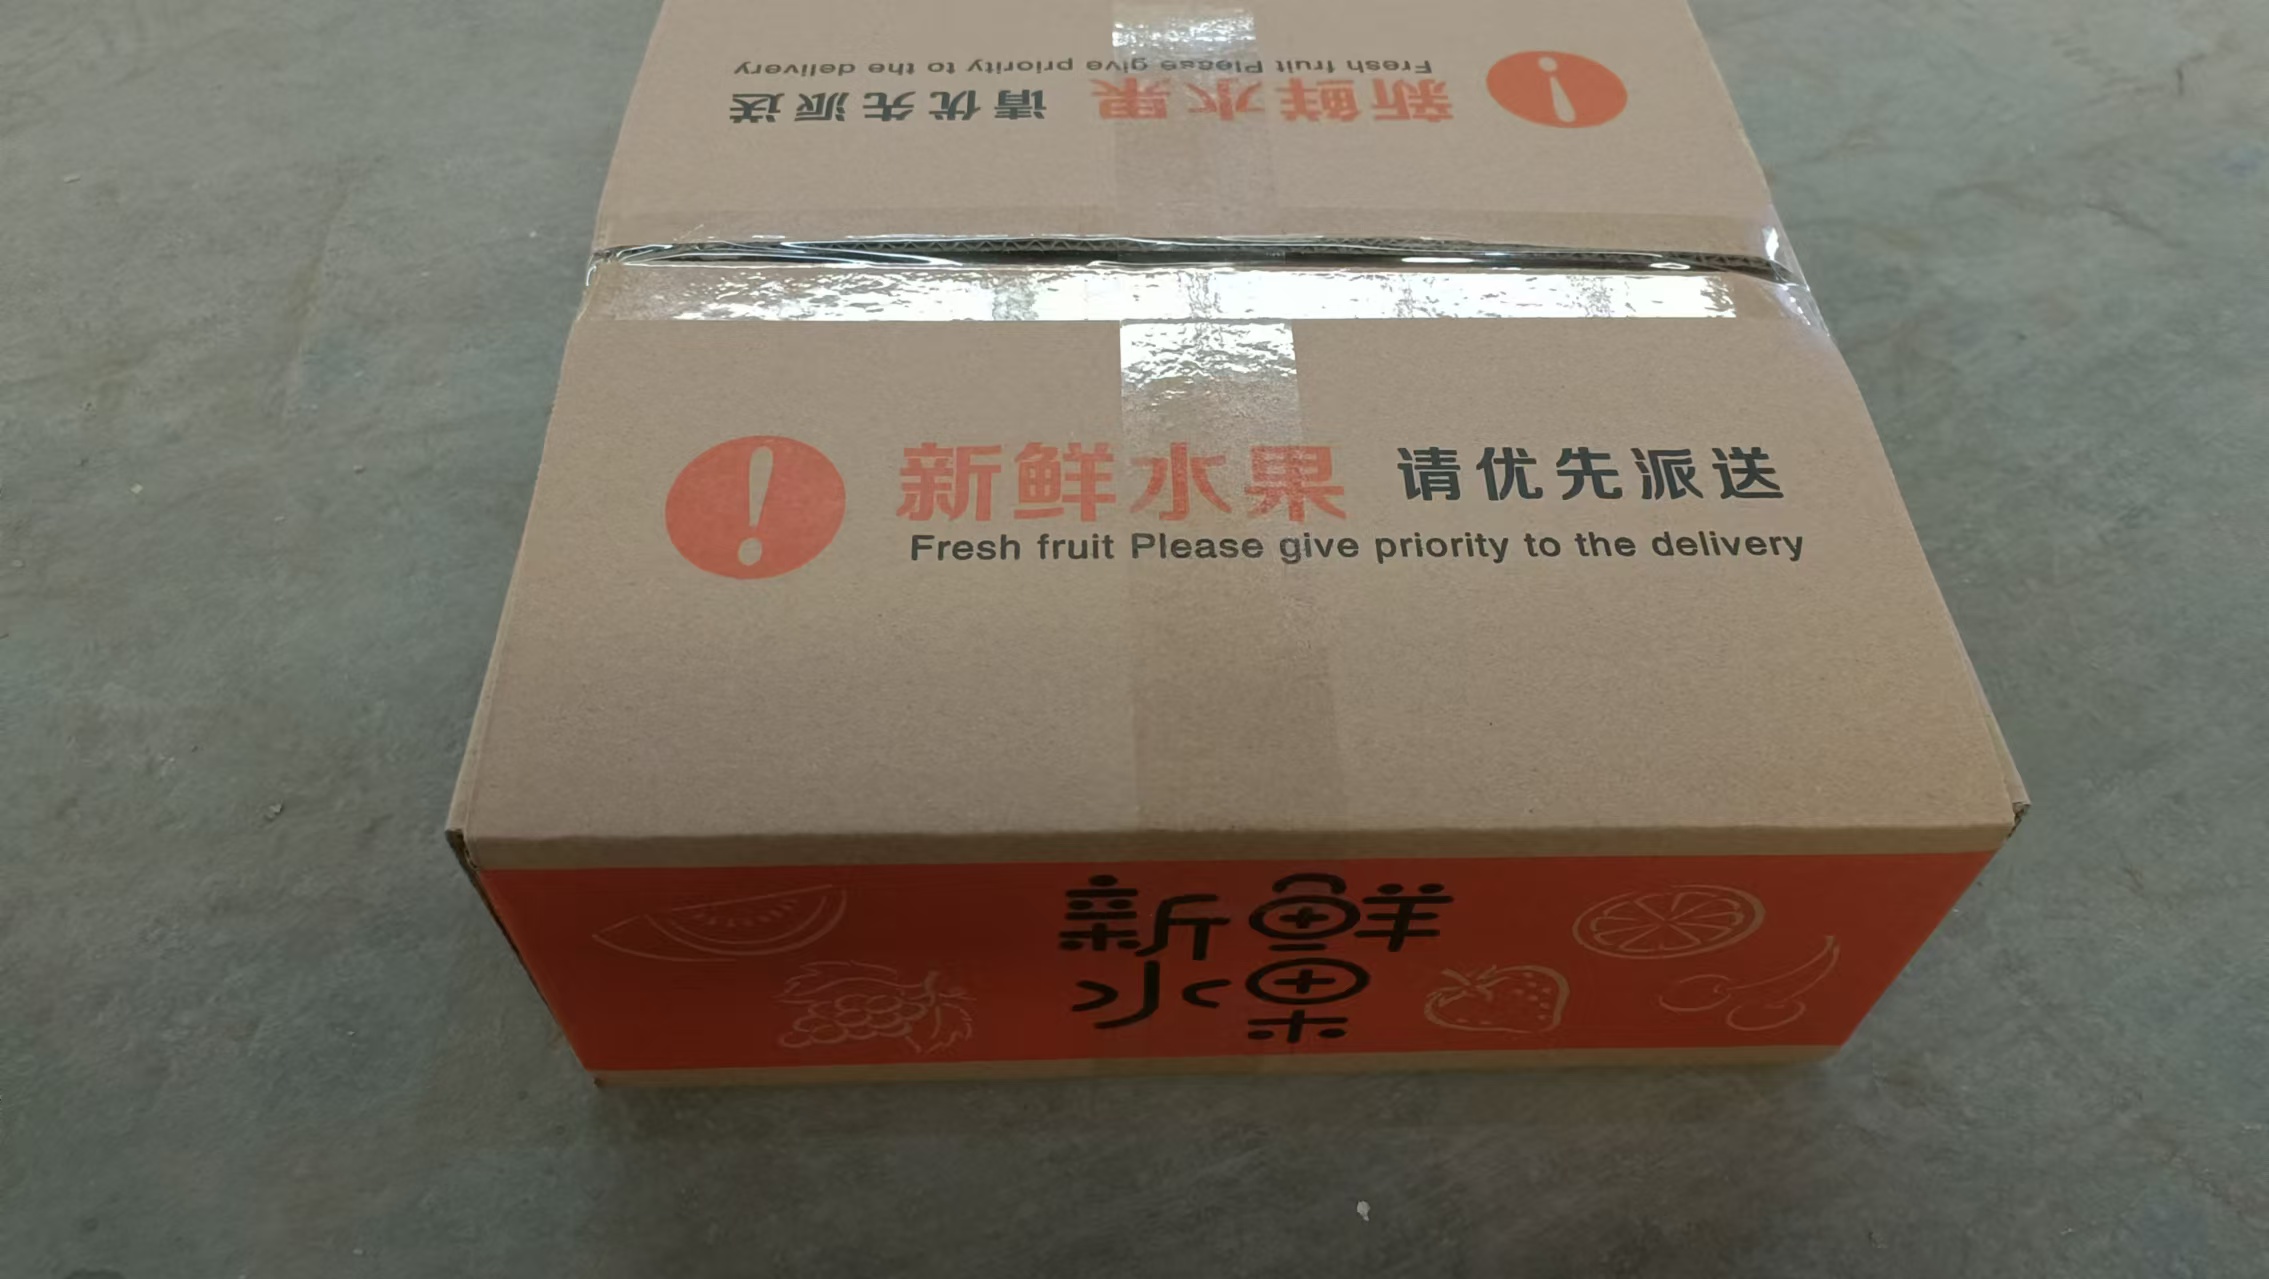 Fresh fruit Please give priority to the delivery
新鲜水果 请优先派送
新鲜水果 请优先派送
Fresh fruit Please give priority to the delivery
新鲜
水果